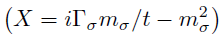 (X = iΓ_σ m_σ / t − m_σ^2)